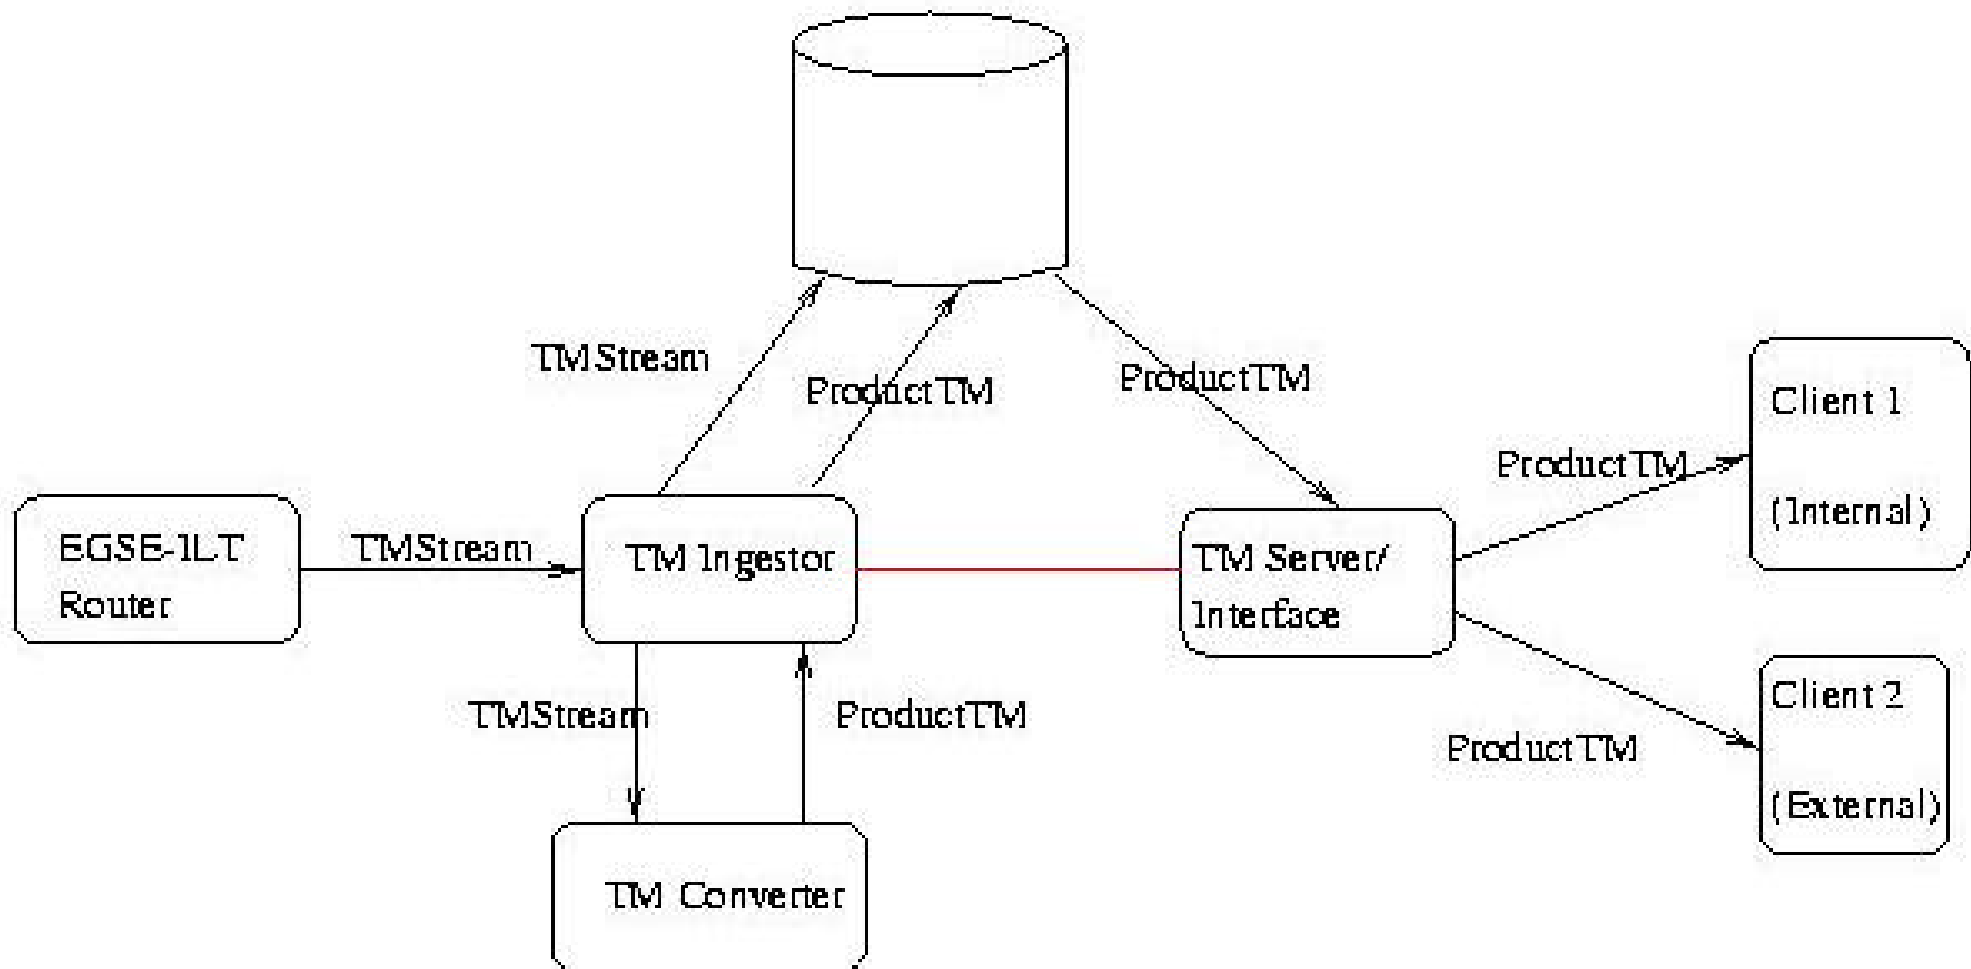 TMStream
ProductTM
ProductTM
Client 1
(Internal)
ProductTM
EGSE-ILT
Router
TMStream
TM Ingestor
TM Server/
Interface
TMStream
ProductTM
ProductTM
Client 2
(External)
TM Converter